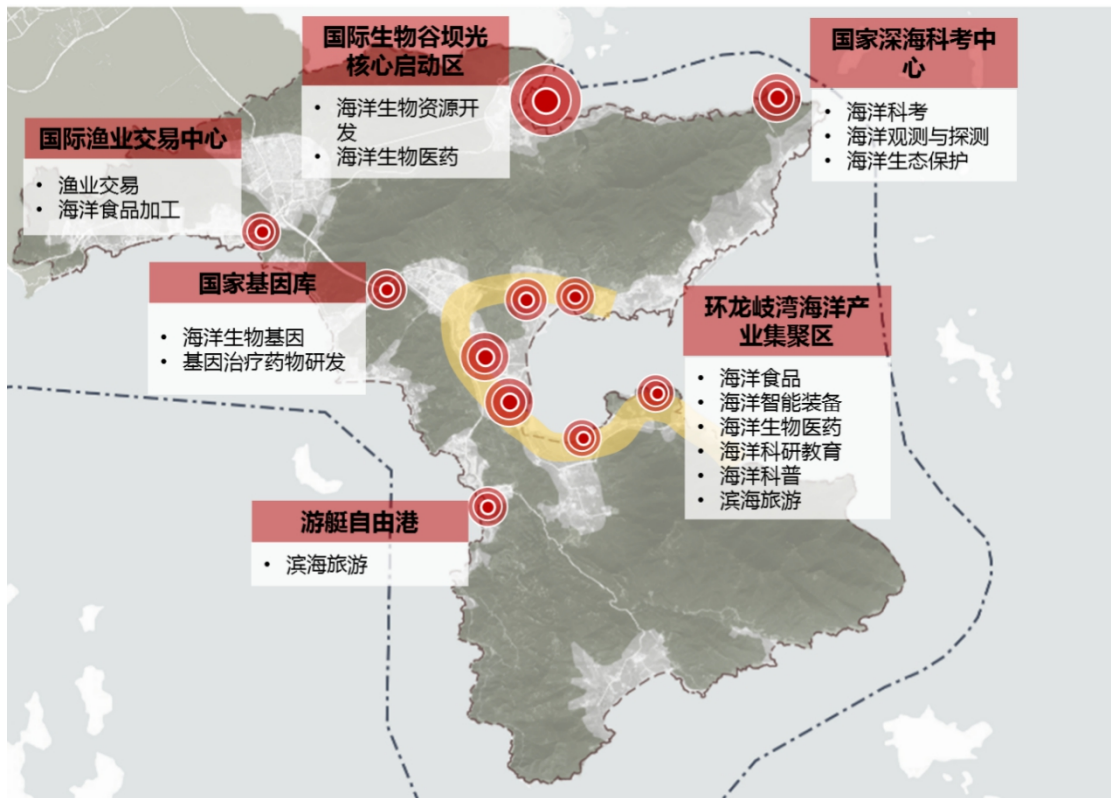 国际生物谷坝光
核心启动区
• 海洋生物资源开
发
• 海洋生物医药
国家深海科考中
心
• 海洋科考
• 海洋观测与探测
• 海洋生态保护
国际渔业交易中心
• 渔业交易
• 海洋食品加工
国家基因库
• 海洋生物基因
• 基因治疗药物研发
环龙岐湾海洋产
业集聚区
• 海洋食品
• 海洋智能装备
• 海洋生物医药
• 海洋科研教育
• 海洋科普
• 滨海旅游
游艇自由港
• 滨海旅游